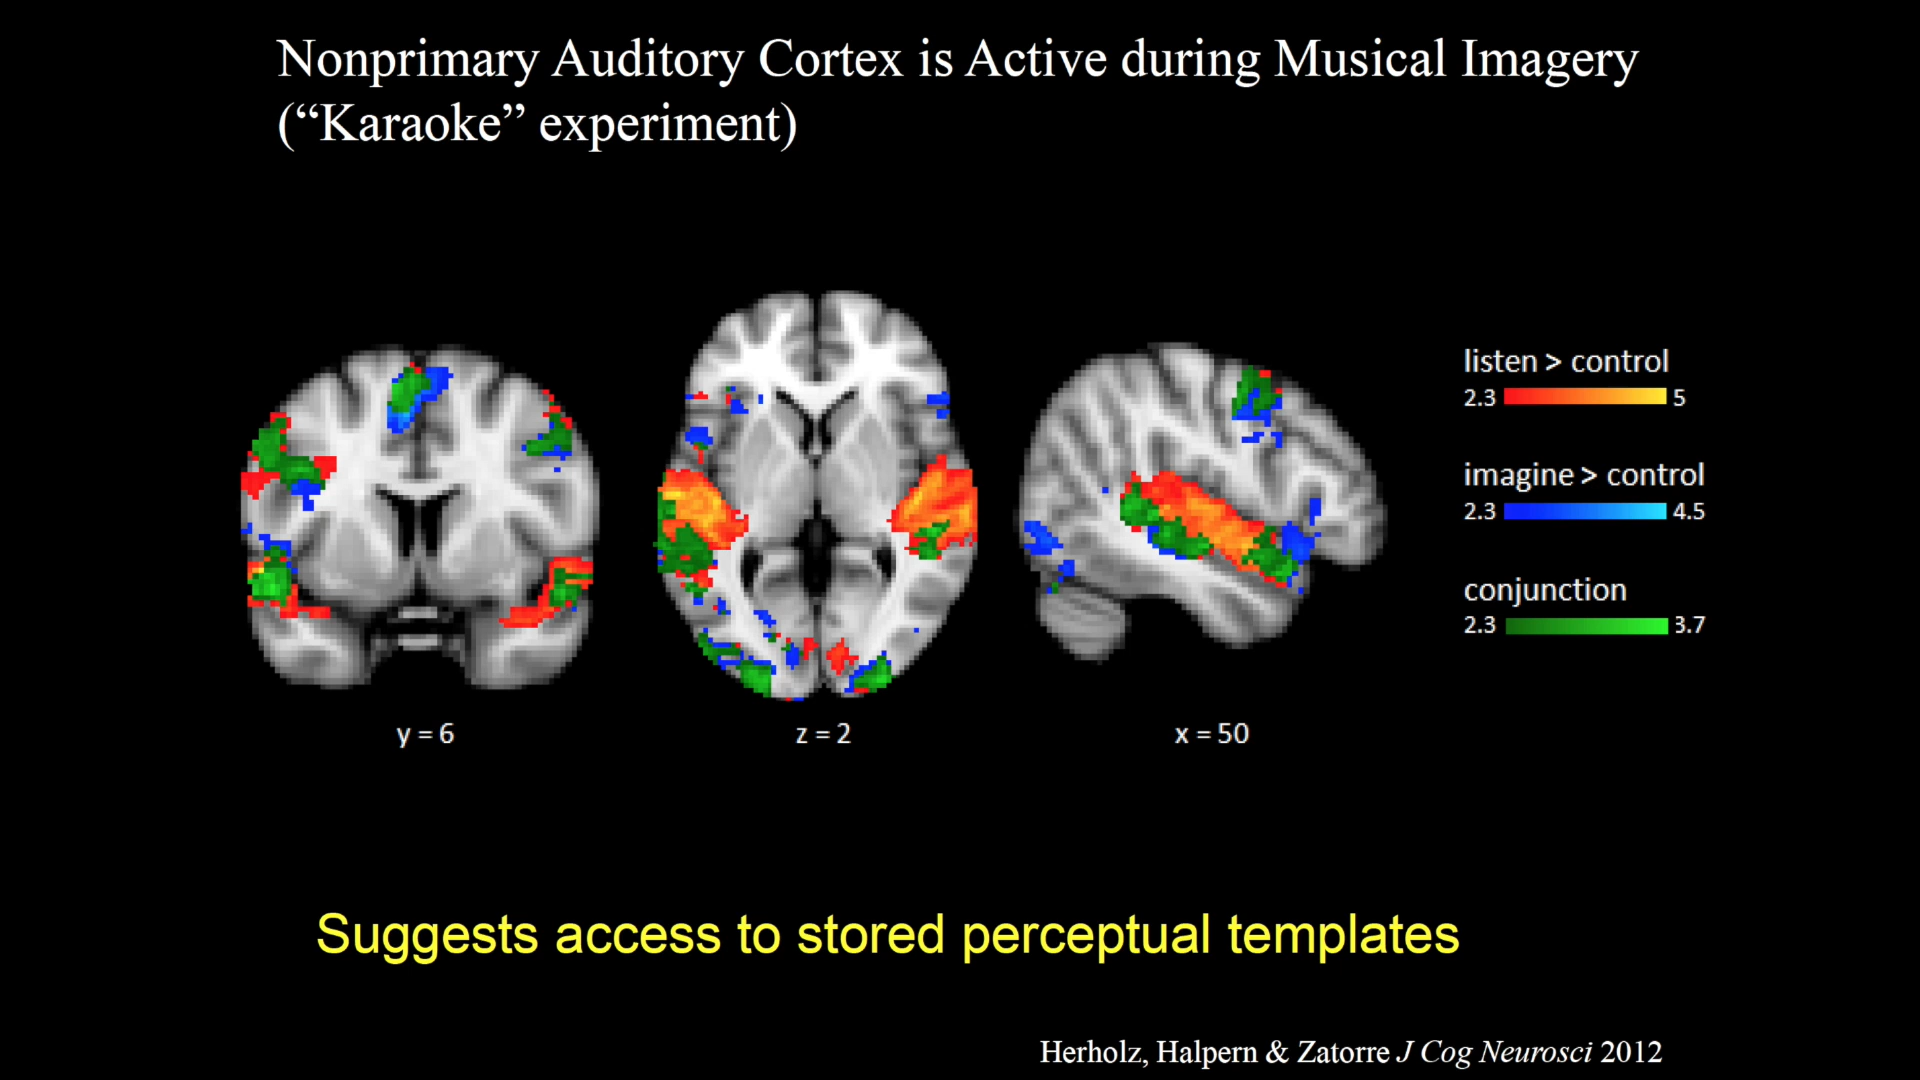 Nonprimary Auditory Cortex is Active during Musical Imagery
(“Karaoke” experiment)
listen > control
2.3 5
imagine > control
2.3 4.5
conjunction
2.3 3.7
y = 6
z = 2
x = 50
Suggests access to stored perceptual templates
Herholz, Halpern & Zatorre J Cog Neurosci 2012